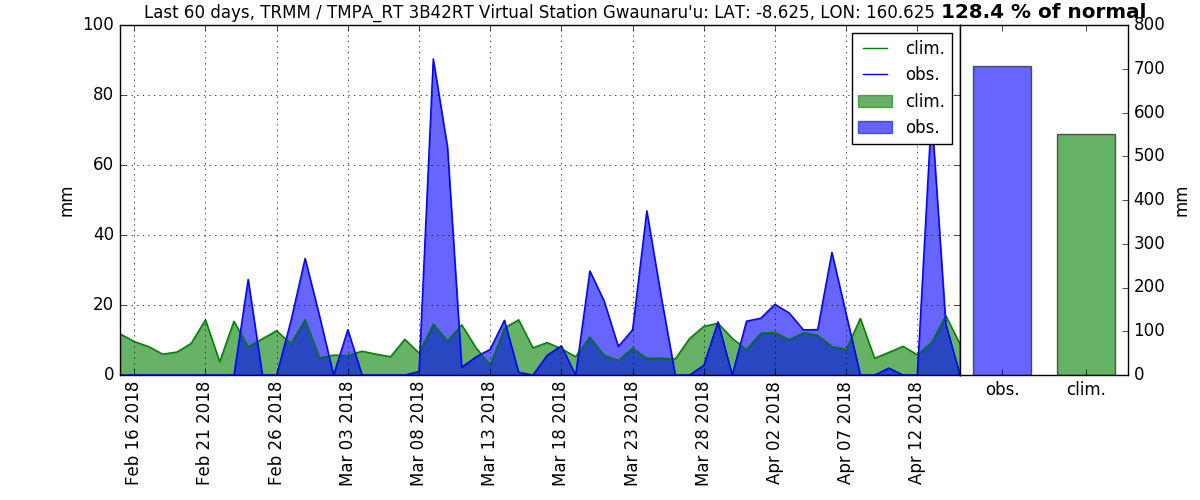 Last 60 days, TRMM / TMPA_RT 3B42RT Virtual Station Gwaunaru'u: LAT: -8.625, LON: 160.625 128.4 % of normal
100
80
60
40
20
0
mm
clim.
obs.
clim.
obs.
800
700
600
500
400
300
200
100
0
mm
obs.
clim.
Feb 16 2018
Feb 21 2018
Feb 26 2018
Mar 03 2018
Mar 08 2018
Mar 13 2018
Mar 18 2018
Mar 23 2018
Mar 28 2018
Apr 02 2018
Apr 07 2018
Apr 12 2018